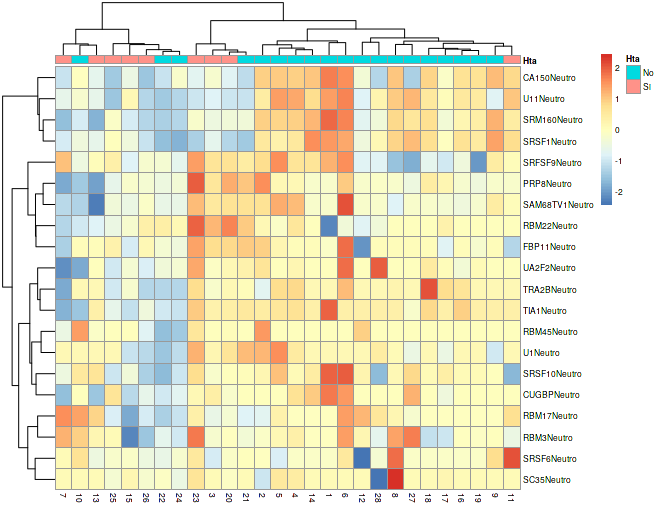 Hta
CA150Neutro
U11Neutro
SRM160Neutro
SRSF1Neutro
SRFSF9Neutro
PRP8Neutro
SAM68TV1Neutro
RBM22Neutro
FBP11Neutro
UA2F2Neutro
TRA2BNeutro
TIA1Neutro
RBM45Neutro
U1Neutro
SRSF10Neutro
CUGBPNeutro
RBM17Neutro
RBM3Neutro
SRSF6Neutro
SC35Neutro
7 10 13 25 15 26 22 24 23 3 20 21 2 5 4 14 1 6 12 28 8 27 18 17 16 19 9 11
2
1
0
-1
-2
Hta
No
SI